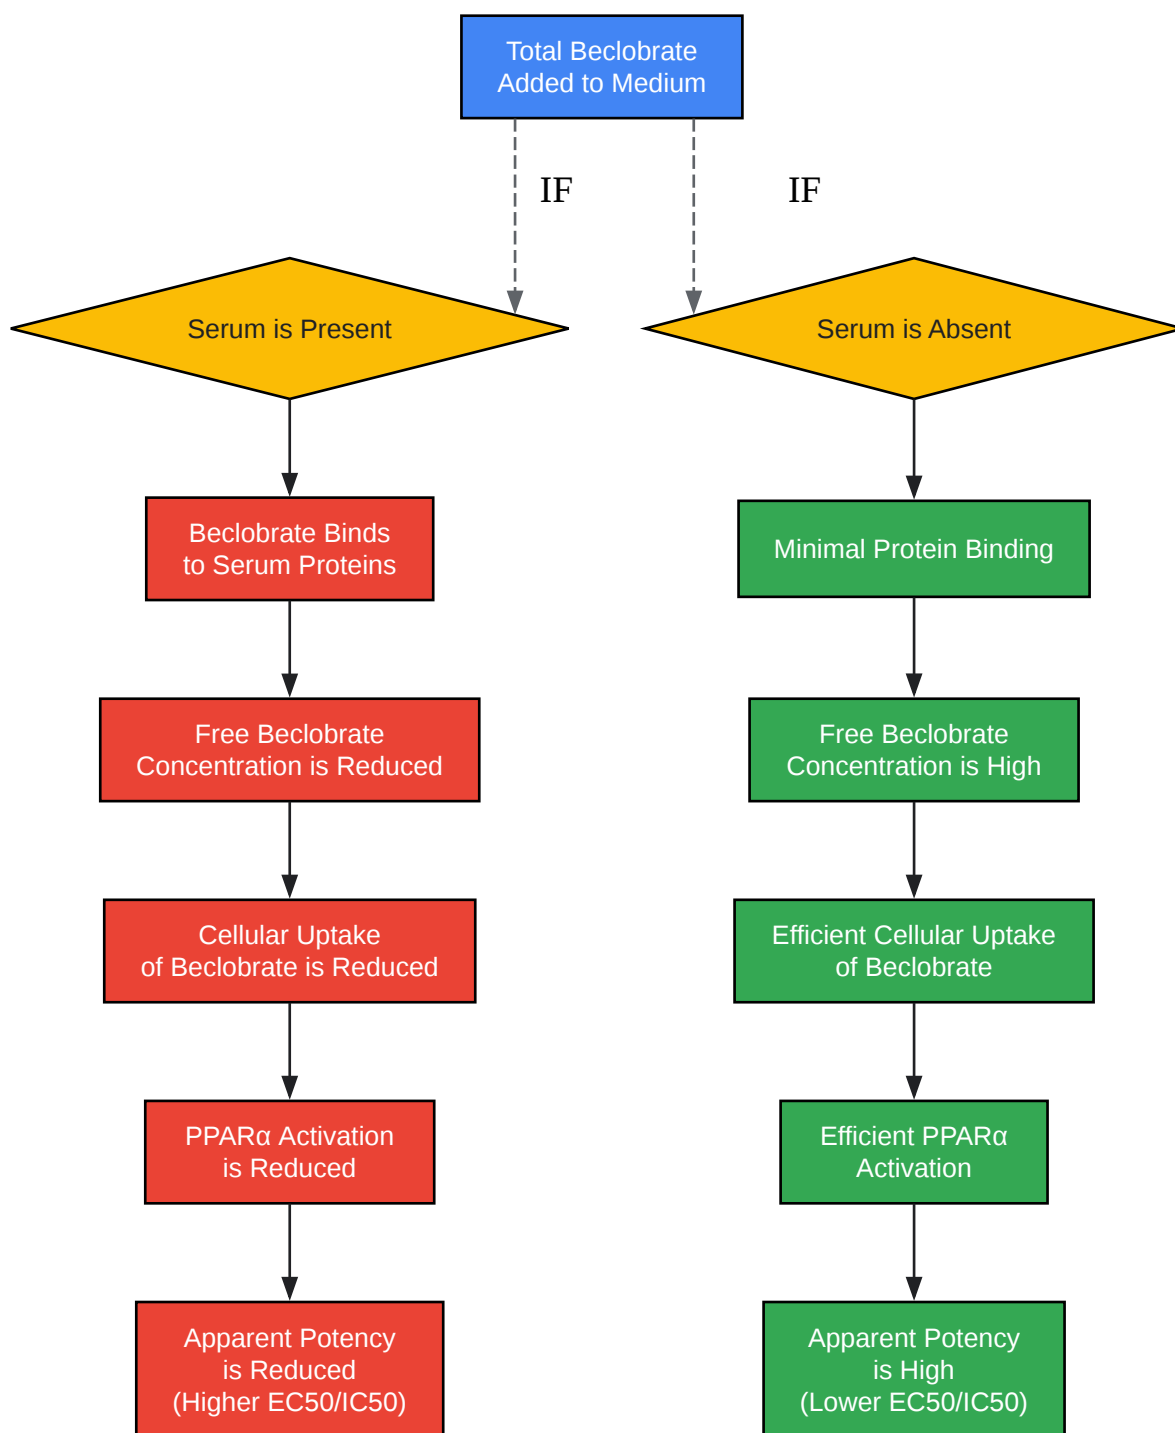 Total Beclobrate
Added to Medium
IF
IF
Serum is Present
Serum is Absent
Beclobrate Binds
to Serum Proteins
Minimal Protein Binding
Free Beclobrate
Concentration is Reduced
Free Beclobrate
Concentration is High
Cellular Uptake
of Beclobrate is Reduced
Efficient Cellular Uptake
of Beclobrate
PPARα Activation
is Reduced
Efficient PPARα
Activation
Apparent Potency
is Reduced
(Higher EC50/IC50)
Apparent Potency
is High
(Lower EC50/IC50)